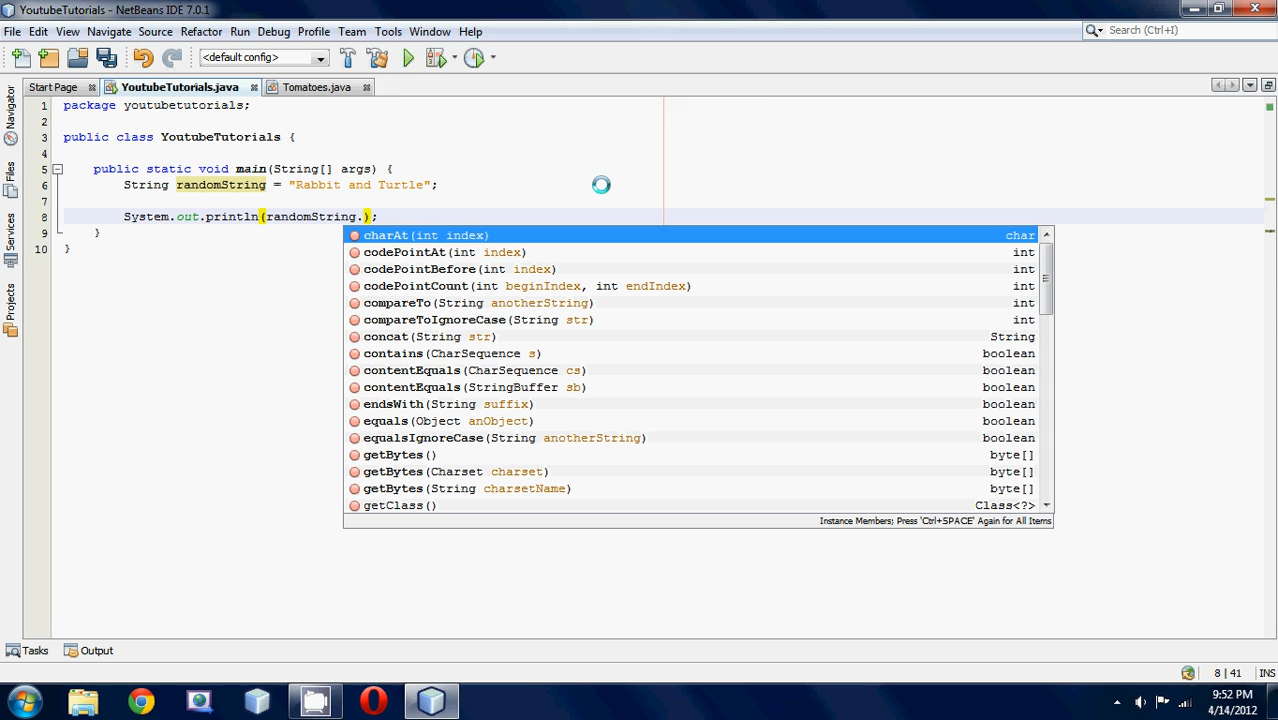 YoutubeTutorials - NetBeans IDE 7.0.1
File Edit View Navigate Source Refactor Run Debug Profile Team Tools Window Help
Search (Ctrl+I)
<default config>
Start Page YoutubeTutorials.java Tomatoes.java
Navigator
Files
Services
Projects
1 package youtubetutorials;
2
3 public class YoutubeTutorials {
4
5 public static void main(String[] args) {
6 String randomString = "Rabbit and Turtle";
7
8 System.out.println(randomString.);
9 }
10 }
charAt(int index) char
codePointAt(int index) int
codePointBefore(int index) int
codePointCount(int beginIndex, int endIndex) int
compareTo(String anotherString) int
compareToIgnoreCase(String str) int
concat(String str) String
contains(CharSequence s) boolean
contentEquals(CharSequence cs) boolean
contentEquals(StringBuffer sb) boolean
endsWith(String suffix) boolean
equals(Object anObject) boolean
equalsIgnoreCase(String anotherString) boolean
getBytes() byte[]
getBytes(Charset charset) byte[]
getBytes(String charsetName) byte[]
getClass() Class<?>
Instance Members; Press 'Ctrl+SPACE' Again for All Items
Tasks Output
8 | 41 INS
9:52 PM
4/14/2012